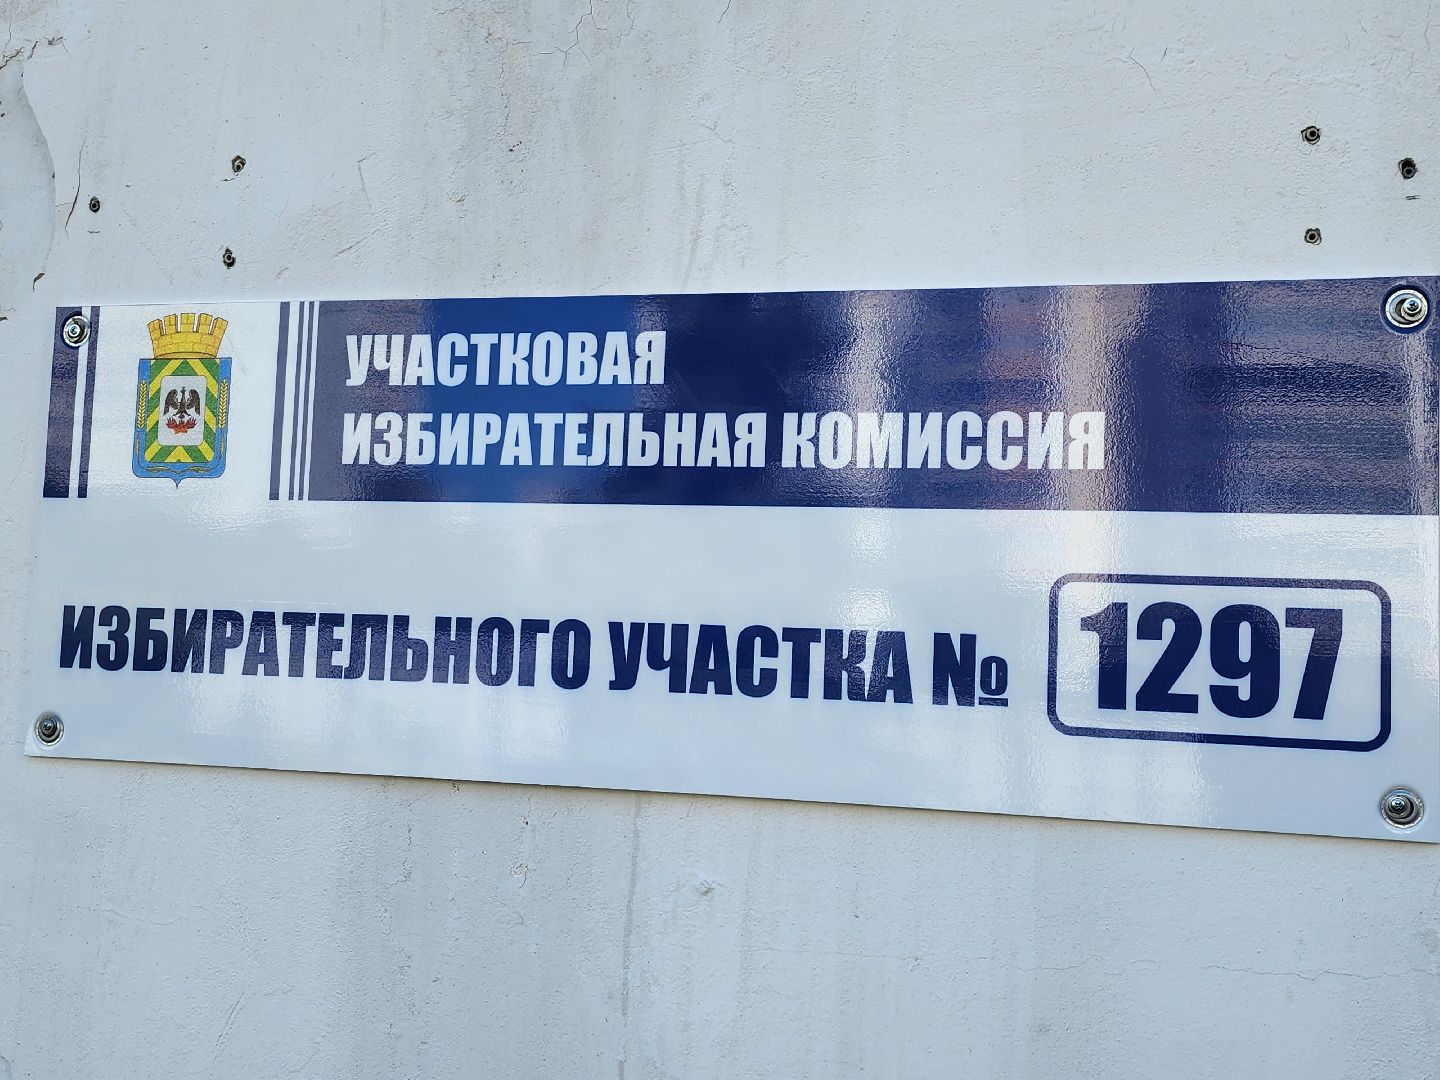 УЧАСТКОВАЯ
ИЗБИРАТЕЛЬНАЯ КОМИССИЯ
ИЗБИРАТЕЛЬНОГО УЧАСТКА № 1297